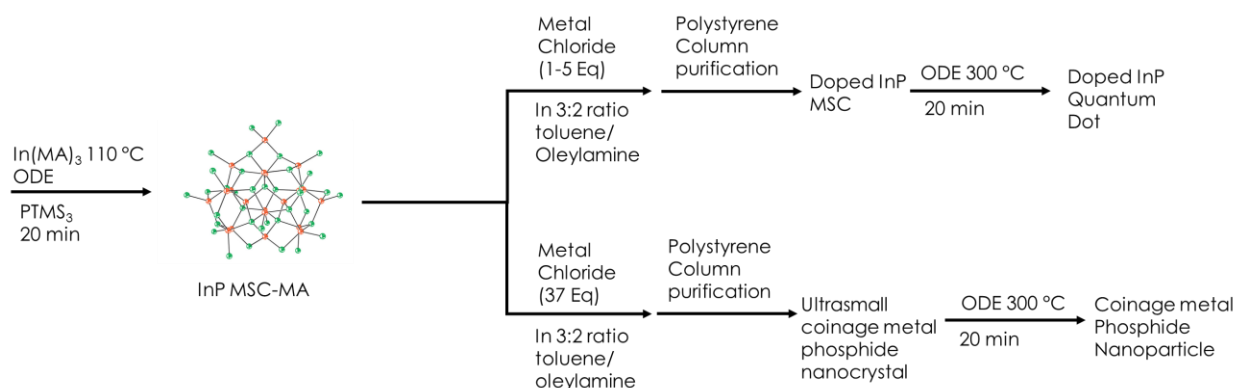 In(MA)₃ 110 °C
ODE
PTMS₃
20 min
InP MSC-MA
Metal
Chloride
(1-5 Eq)
In 3:2 ratio
toluene/
Oleylamine
Polystyrene
Column
purification
Doped InP
MSC
ODE 300 °C
20 min
Doped InP
Quantum
Dot
Metal
Chloride
(37 Eq)
In 3:2 ratio
toluene/
oleylamine
Polystyrene
Column
purification
Ultrasmall
coinage metal
phosphide
nanocrystal
ODE 300 °C
20 min
Coinage metal
Phosphide
Nanoparticle